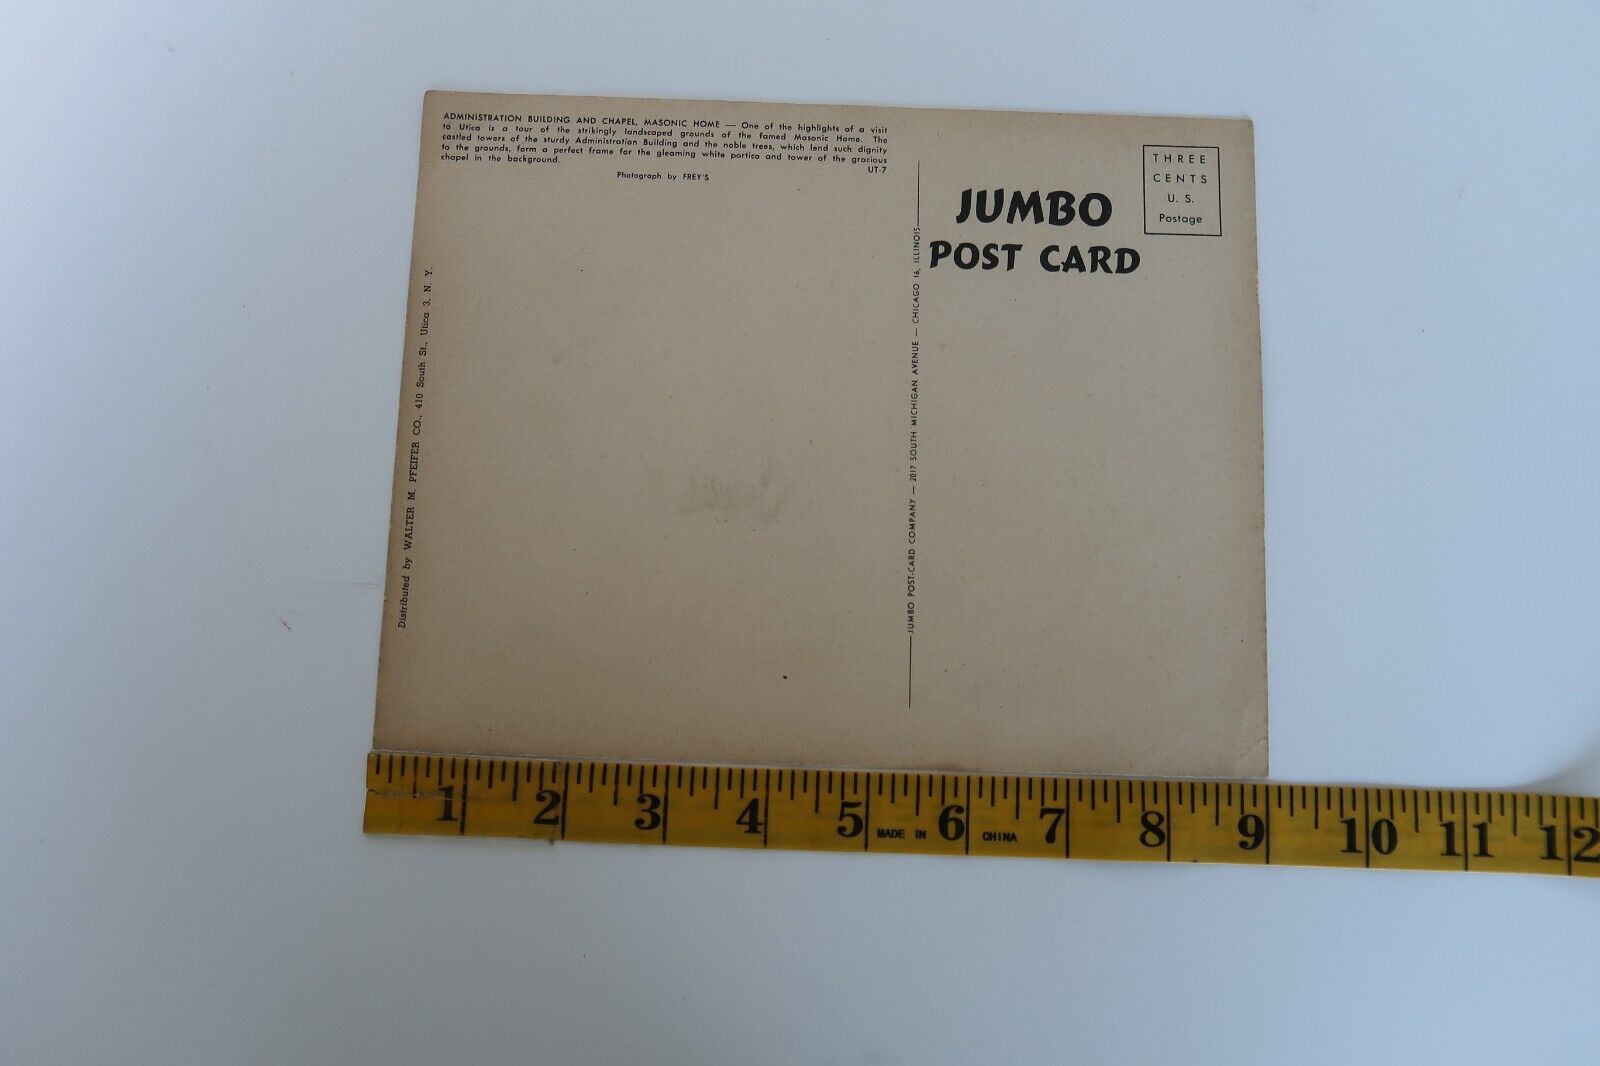 ADMINISTRATION BUILDING AND CHAPEL, MASONIC HOME — One of the highlights of a visit
to Utica is a tour of the strikingly landscaped grounds of the famed Masonic Home. The
castled towers of the sturdy Administration Building and the noble trees, which lend such dignity
to the grounds, form a perfect frame for the gleaming white portico and tower of the gracious
chapel in the background. UT-7
Photograph by FREY'S
Distributed by WALTER M. PFEIFER CO., 410 South St., Utica 3, N. Y.
JUMBO POST-CARD COMPANY — 2017 SOUTH MICHIGAN AVENUE — CHICAGO 16, ILLINOIS
JUMBO
POST CARD
THREE
CENTS
U. S.
Postage
1 2 3 4 5 MADE IN 6 CHINA 7 8 9 10 11 12